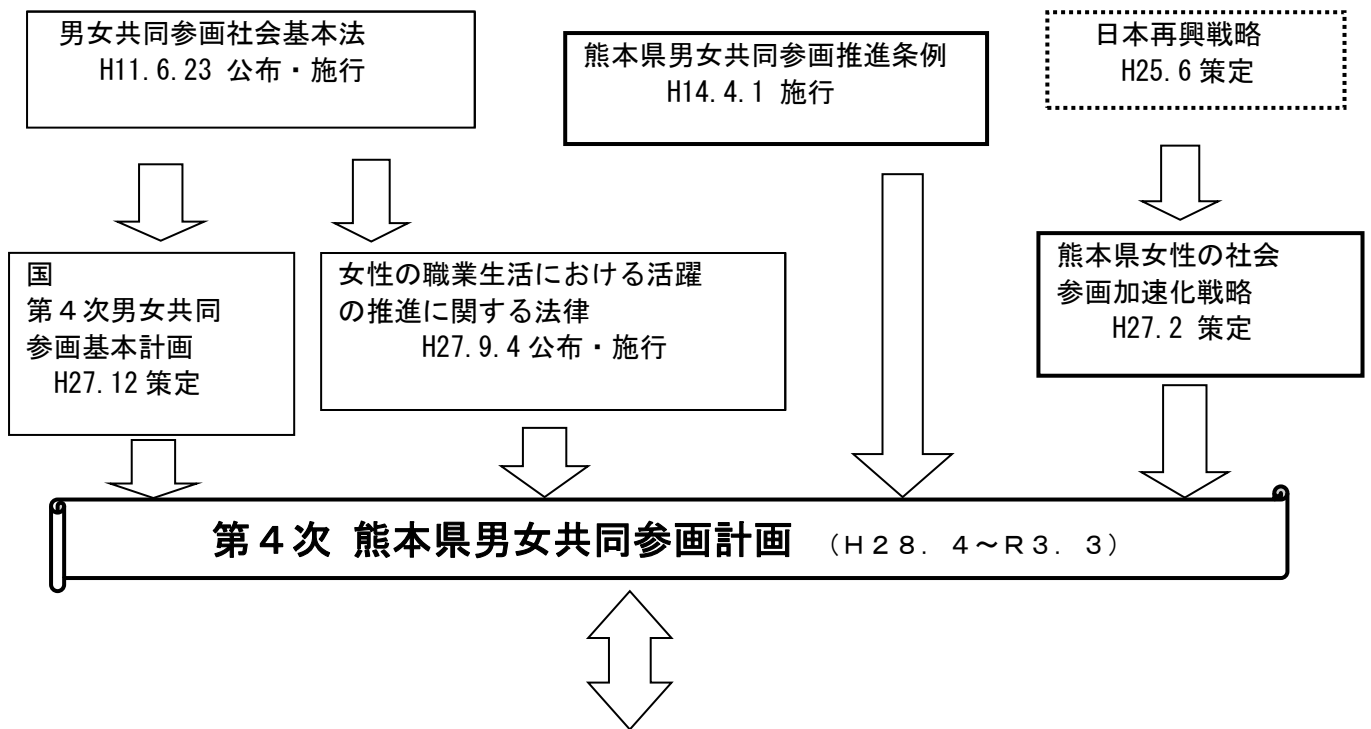 男女共同参画社会基本法
H11.6.23 公布・施行
熊本県男女共同参画推進条例
H14.4.1 施行
日本再興戦略
H25.6 策定
国
第４次男女共同
参画基本計画
H27.12 策定
女性の職業生活における活躍
の推進に関する法律
H27.9.4 公布・施行
熊本県女性の社会
参画加速化戦略
H27.2 策定
第４次 熊本県男女共同参画計画 （Ｈ２８．４～Ｒ３．３）